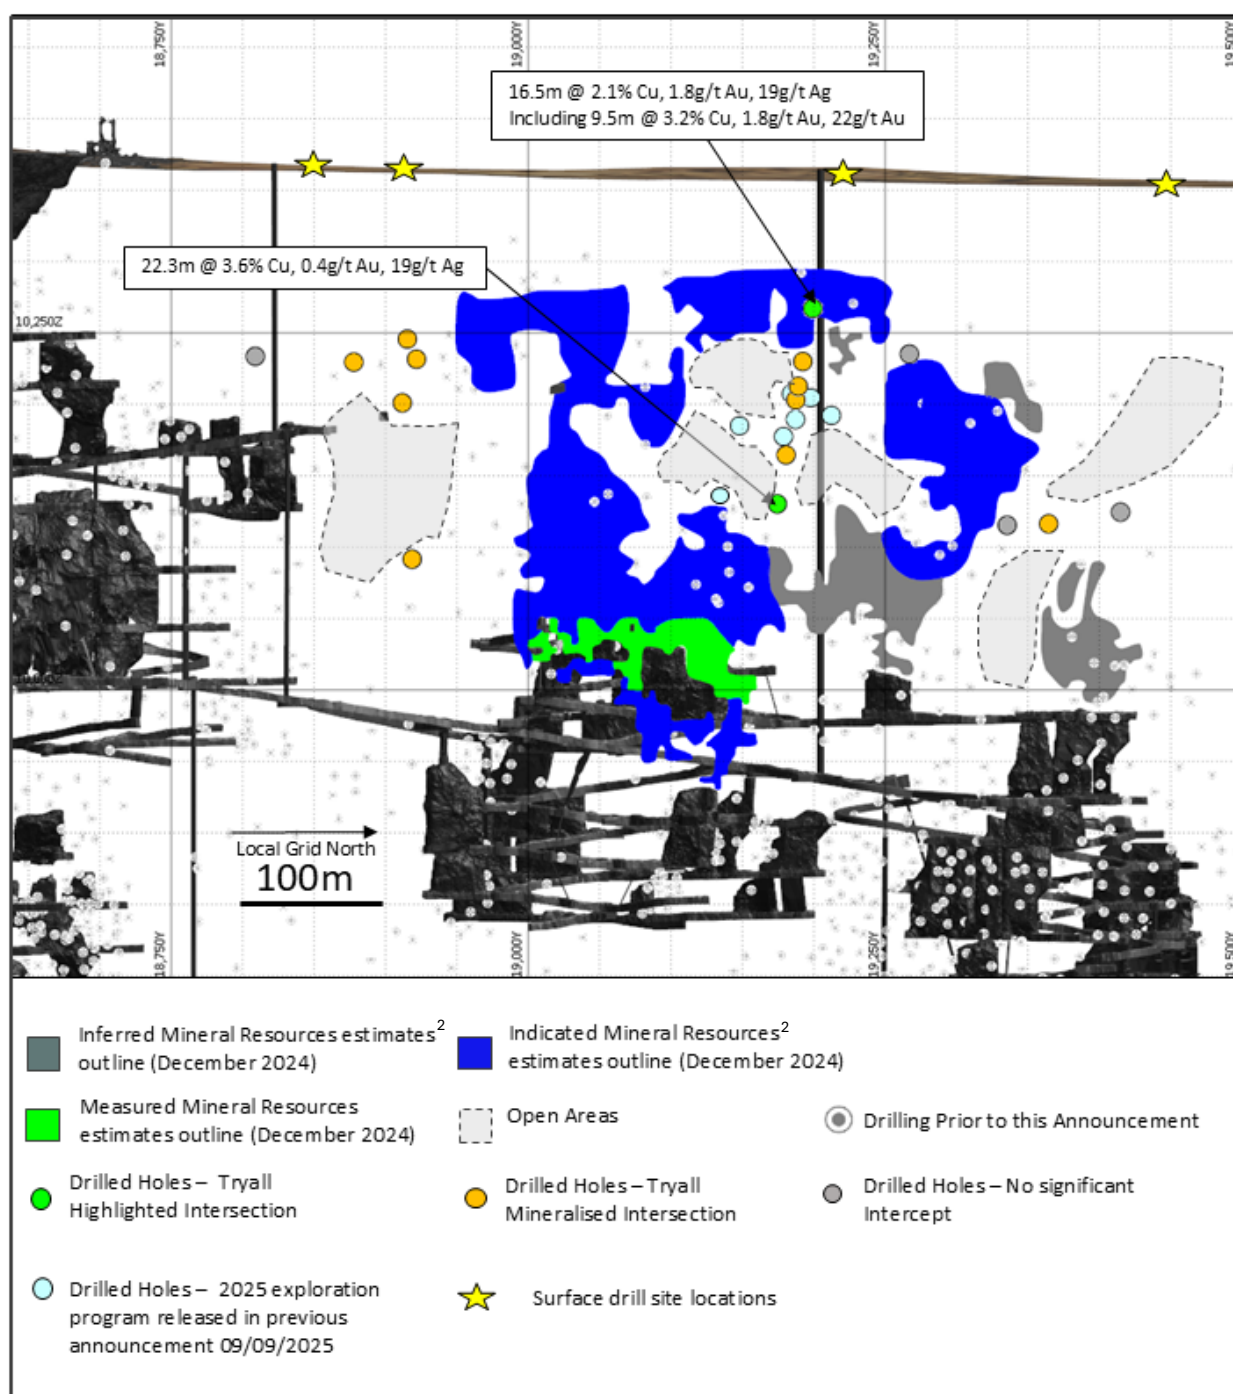 18,750Y
19,000Y
19,250Y
19,500Y
16.5m @ 2.1% Cu, 1.8g/t Au, 19g/t Ag
Including 9.5m @ 3.2% Cu, 1.8g/t Au, 22g/t Au
22.3m @ 3.6% Cu, 0.4g/t Au, 19g/t Ag
10,250Z
10,000Z
Local Grid North
100m
18,750Y
19,000Y
19,250Y
19,500Y
Inferred Mineral Resources estimates2
outline (December 2024)
Indicated Mineral Resources2
estimates outline (December 2024)
Measured Mineral Resources
estimates outline (December 2024)
Open Areas
Drilling Prior to this Announcement
Drilled Holes – Tryall
Highlighted Intersection
Drilled Holes – Tryall
Mineralised Intersection
Drilled Holes – No significant
Intercept
Drilled Holes – 2025 exploration
program released in previous
announcement 09/09/2025
Surface drill site locations